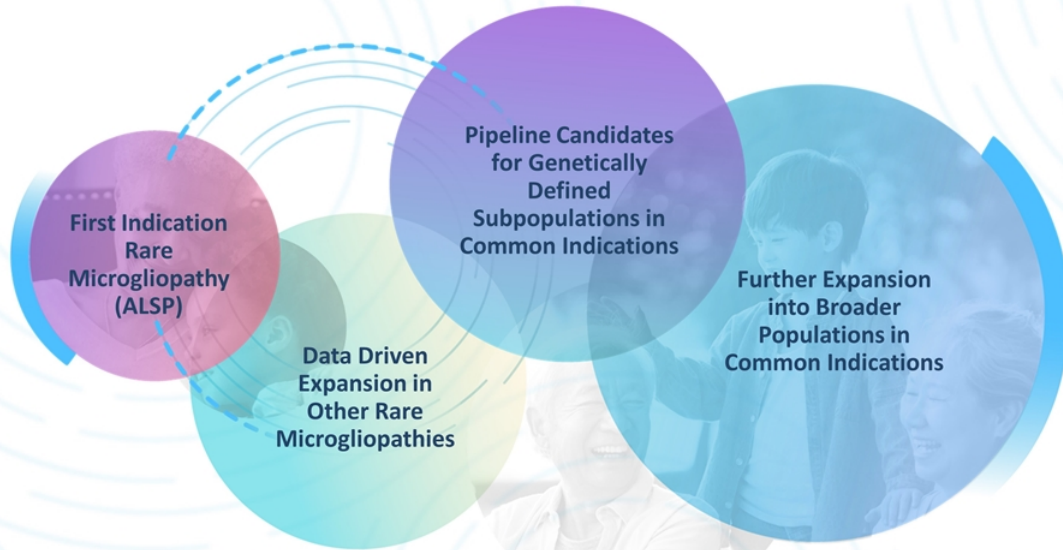 First Indication
Rare
Microgliopathy
(ALSP)
Data Driven
Expansion in
Other Rare
Microgliopathies
Pipeline Candidates
for Genetically
Defined
Subpopulations in
Common Indications
Further Expansion
into Broader
Populations in
Common Indications